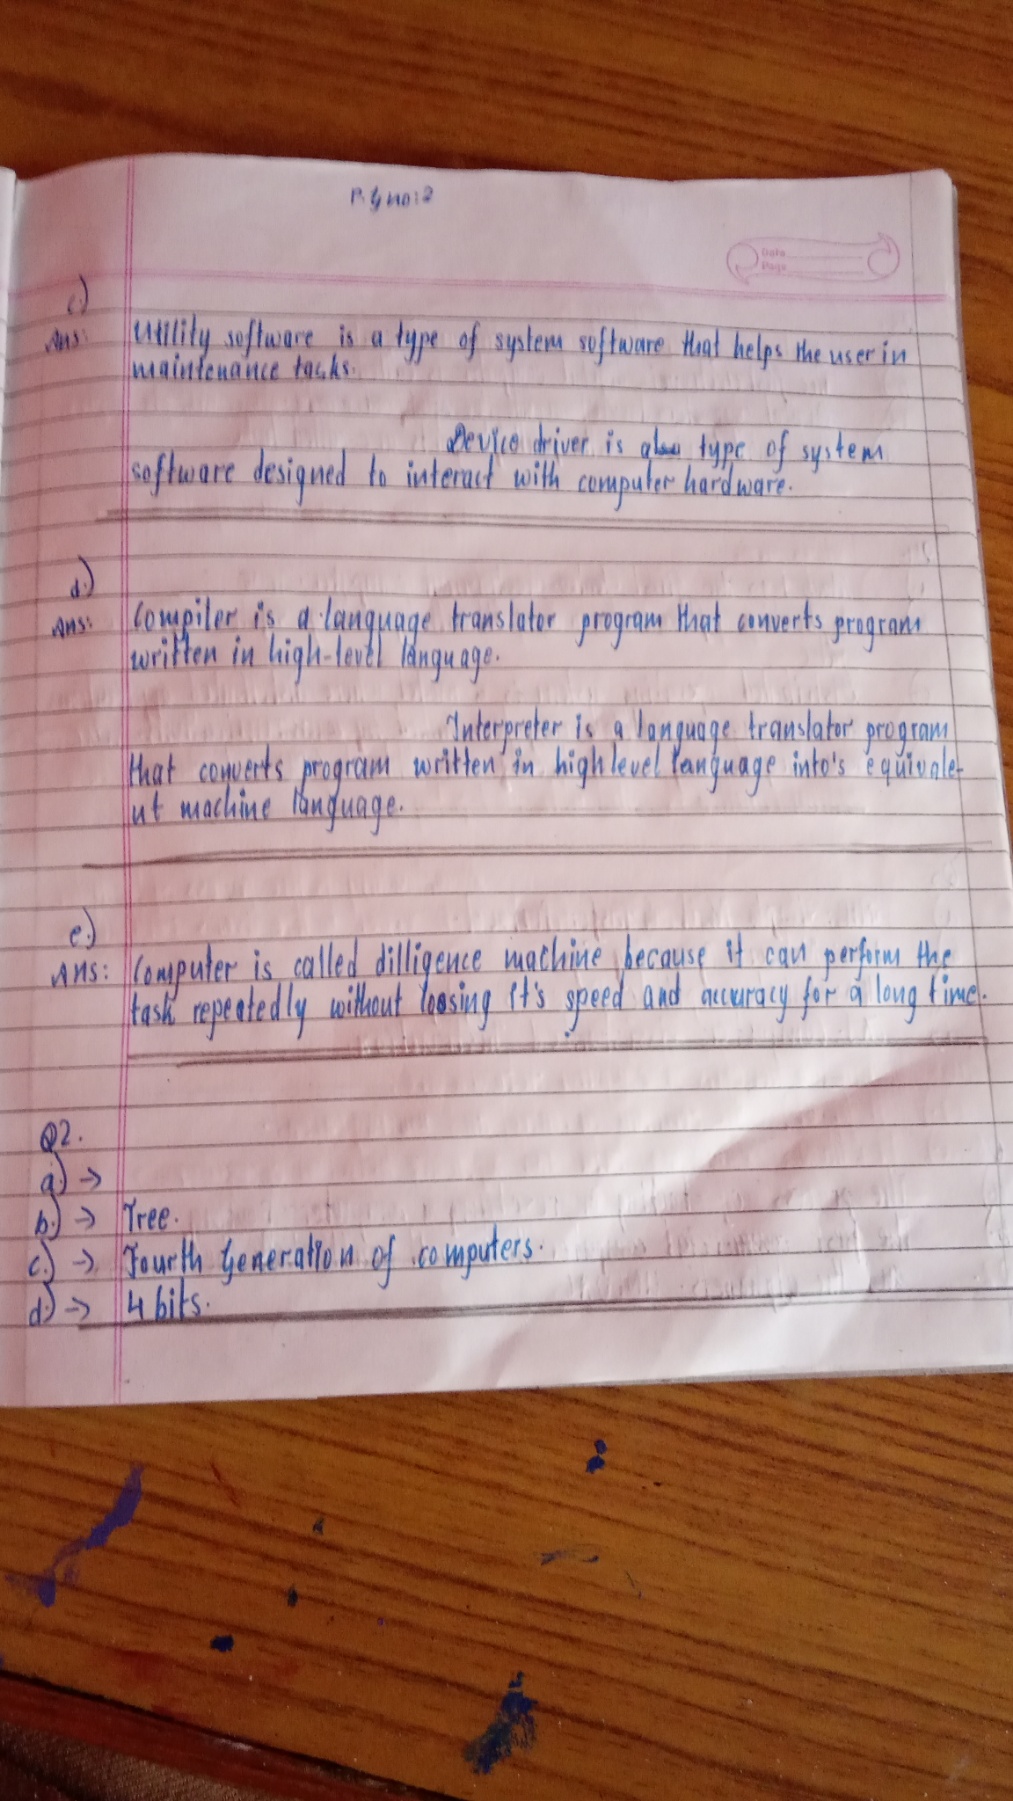 P.g no:2
Date
Page
c.)
Ans: Utility software is a type of system software that helps the user in
maintenance tasks.
Device driver is also type of system
software designed to interact with computer hardware.
d.)
Ans: Compiler is a language translator program that converts program
written in high-level language.
Interpreter is a language translator program
that converts program written in high level language into's equivale-
nt machine language.
e.)
Ans: Computer is called dilligence machine because it can perform the
task repeatedly without loosing it's speed and accuracy for a long time.
Q2.
a.) →
b.) → Tree.
c.) → Fourth Generation of computers.
d.) → 4 bits.